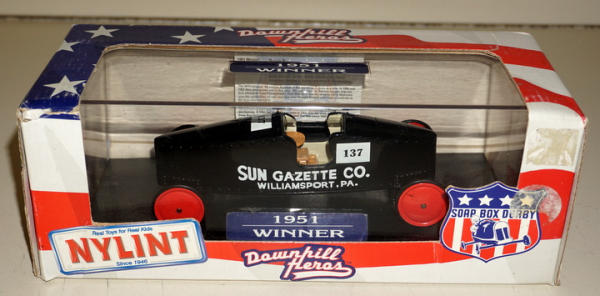 Downhill
Heros
1951
WINNER
137
SUN GAZETTE CO.
WILLIAMSPORT, PA.
Real Toys for Real Kids
NYLINT
Since 1946
1951
WINNER
Downhill
Heros
SOAP BOX DERBY